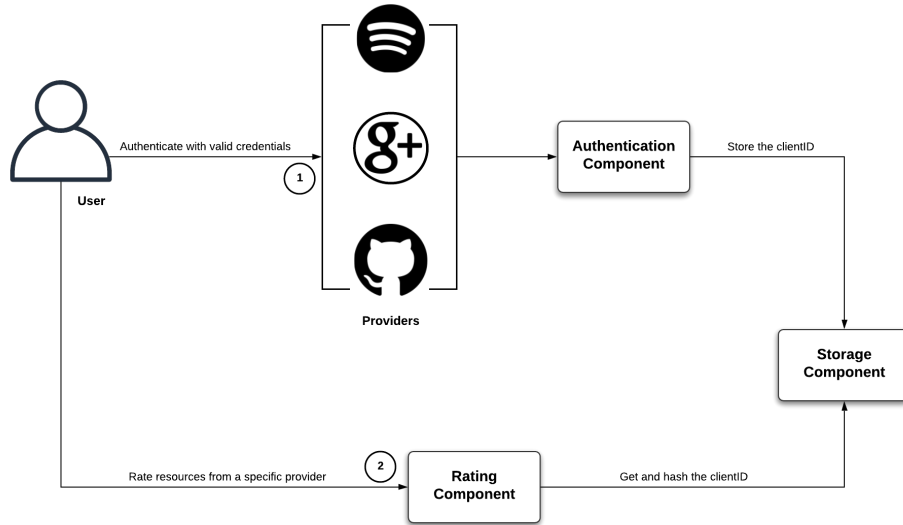 Authenticate with valid credentials
1
User
g+
Providers
Authentication
Component
Store the clientID
Storage
Component
Rate resources from a specific provider
2
Rating
Component
Get and hash the clientID